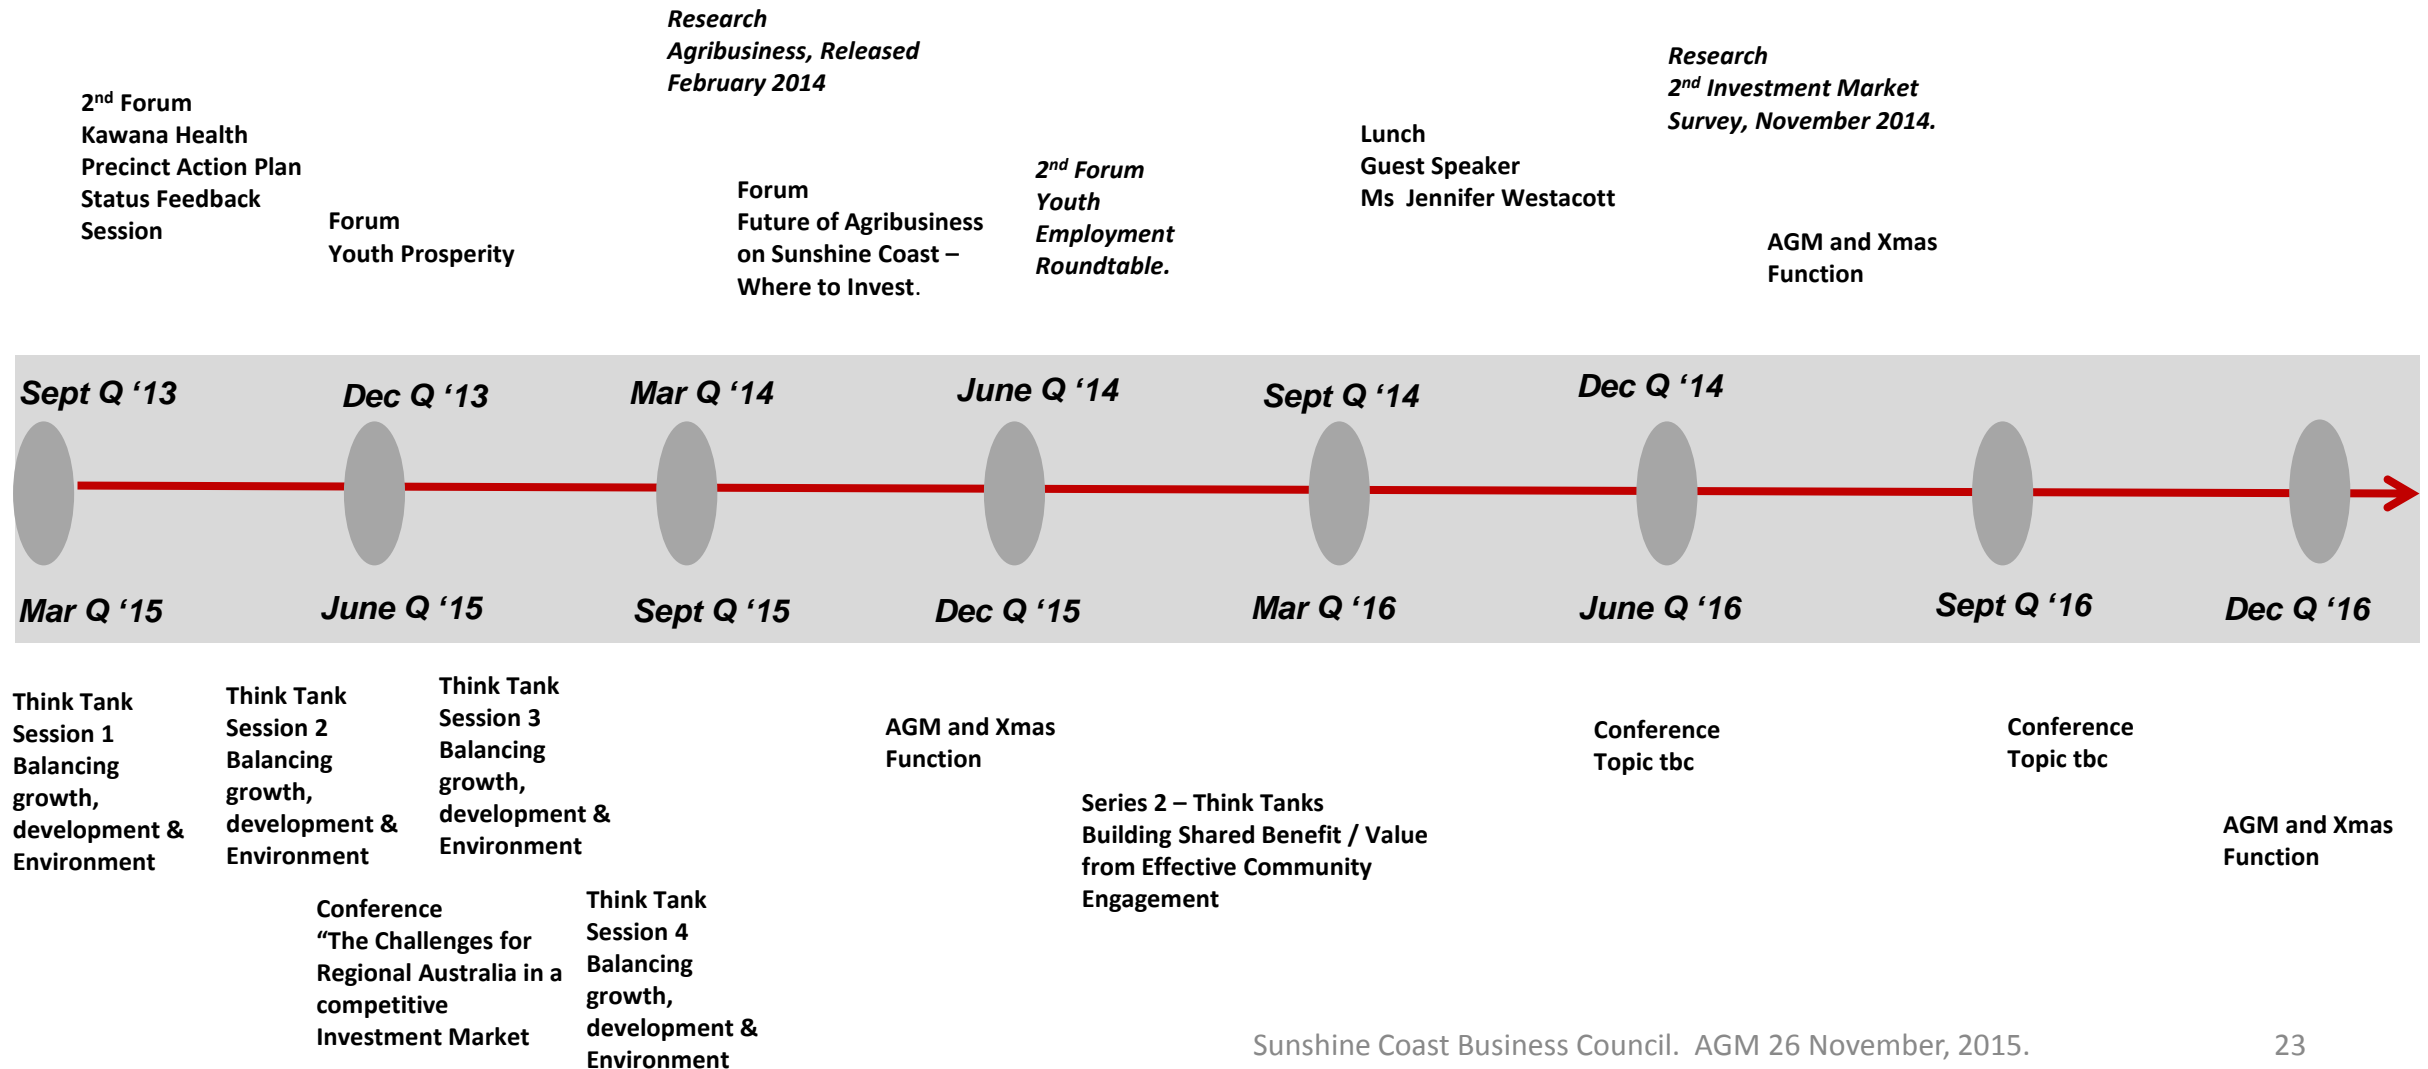 Research
Agribusiness, Released
February 2014
Research
2nd Investment Market
Survey, November 2014.
2nd Forum
Kawana Health
Precinct Action Plan
Status Feedback
Session
Forum
Youth Prosperity
Forum
Future of Agribusiness
on Sunshine Coast –
Where to Invest.
2nd Forum
Youth
Employment
Roundtable.
Lunch
Guest Speaker
Ms  Jennifer Westacott
AGM and Xmas
Function
Sept Q ‘13
Dec Q ‘13
Mar Q ‘14
June Q ‘14
Sept Q ‘14
Dec Q ‘14
Mar Q ‘15
June Q ‘15
Sept Q ‘15
Dec Q ‘15
Mar Q ‘16
June Q ‘16
Sept Q ‘16
Dec Q ‘16
Think Tank
Session 1
Balancing
growth,
development &
Environment
Think Tank
Session 2
Balancing
growth,
development &
Environment
Think Tank
Session 3
Balancing
growth,
development &
Environment
Conference
“The Challenges for
Regional Australia in a
competitive
Investment Market
Think Tank
Session 4
Balancing
growth,
development &
Environment
AGM and Xmas
Function
Series 2 – Think Tanks
Building Shared Benefit / Value
from Effective Community
Engagement
Conference
Topic tbc
Conference
Topic tbc
AGM and Xmas
Function
Sunshine Coast Business Council.  AGM 26 November, 2015.
23